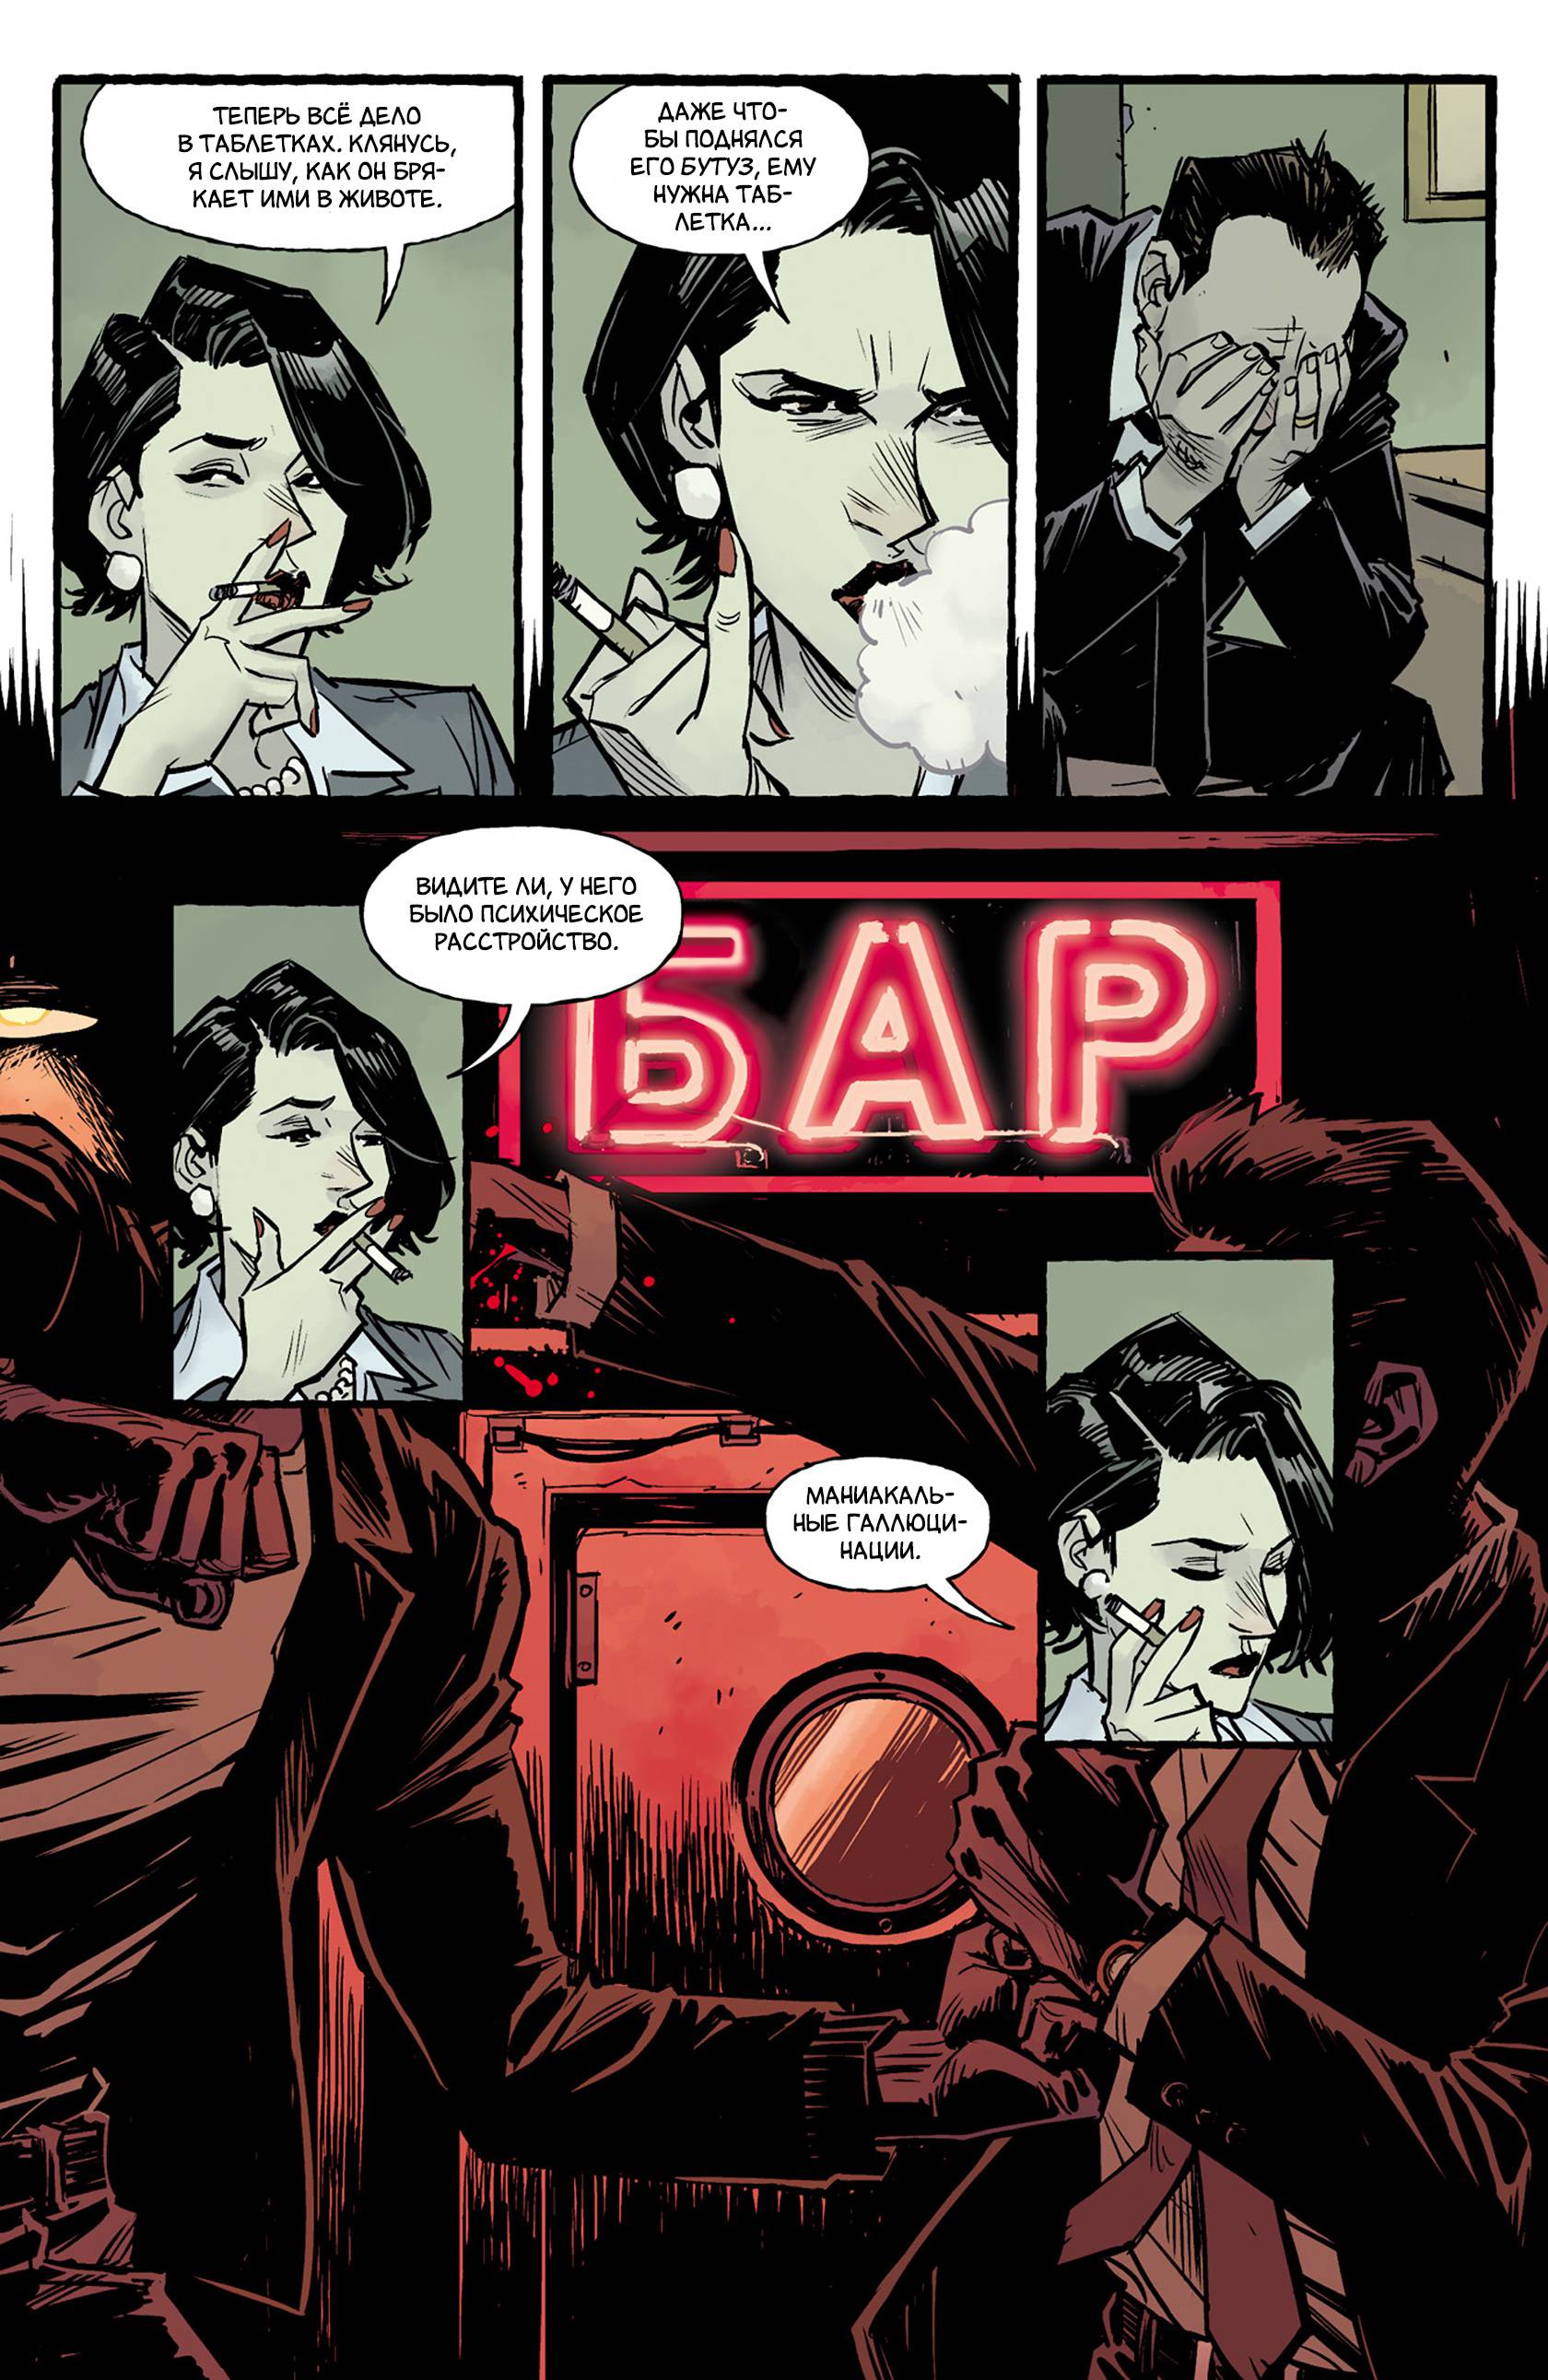 ТЕПЕРЬ ВСЁ ДЕЛО
В ТАБЛЕТКАХ. КЛЯНУСЬ,
Я СЛЫШУ, КАК ОН БРЯ-
КАЕТ ИМИ В ЖИВОТЕ.
ДАЖЕ ЧТО-
БЫ ПОДНЯЛСЯ
ЕГО БУТУЗ, ЕМУ
НУЖНА ТАБ-
ЛЕТКА...
ВИДИТЕ ЛИ, У НЕГО
БЫЛО ПСИХИЧЕСКОЕ
РАССТРОЙСТВО.
БАР
МАНИАКАЛЬ-
НЫЕ ГАЛЛЮЦИ-
НАЦИИ.